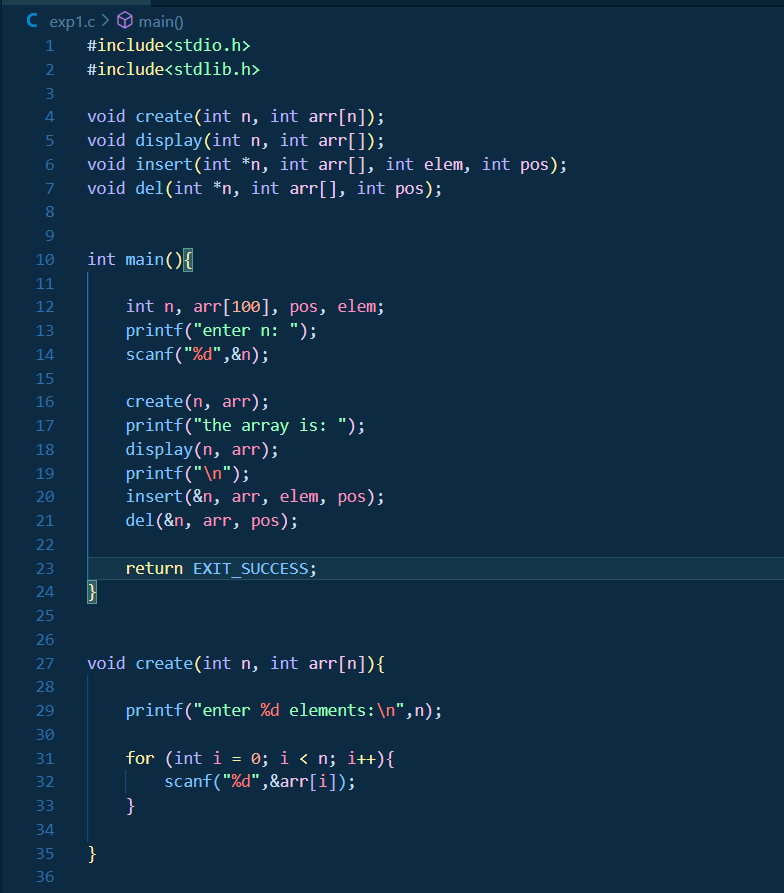 exp1.c > main()
1 #include<stdio.h>
2 #include<stdlib.h>
3
4 void create(int n, int arr[n]);
5 void display(int n, int arr[]);
6 void insert(int *n, int arr[], int elem, int pos);
7 void del(int *n, int arr[], int pos);
8
9
10 int main(){
11
12     int n, arr[100], pos, elem;
13     printf("enter n: ");
14     scanf("%d",&n);
15
16     create(n, arr);
17     printf("the array is: ");
18     display(n, arr);
19     printf("\n");
20     insert(&n, arr, elem, pos);
21     del(&n, arr, pos);
22
23     return EXIT_SUCCESS;
24 }
25
26
27 void create(int n, int arr[n]){
28
29     printf("enter %d elements:\n",n);
30
31     for (int i = 0; i < n; i++){
32         scanf("%d",&arr[i]);
33     }
34
35 }
36